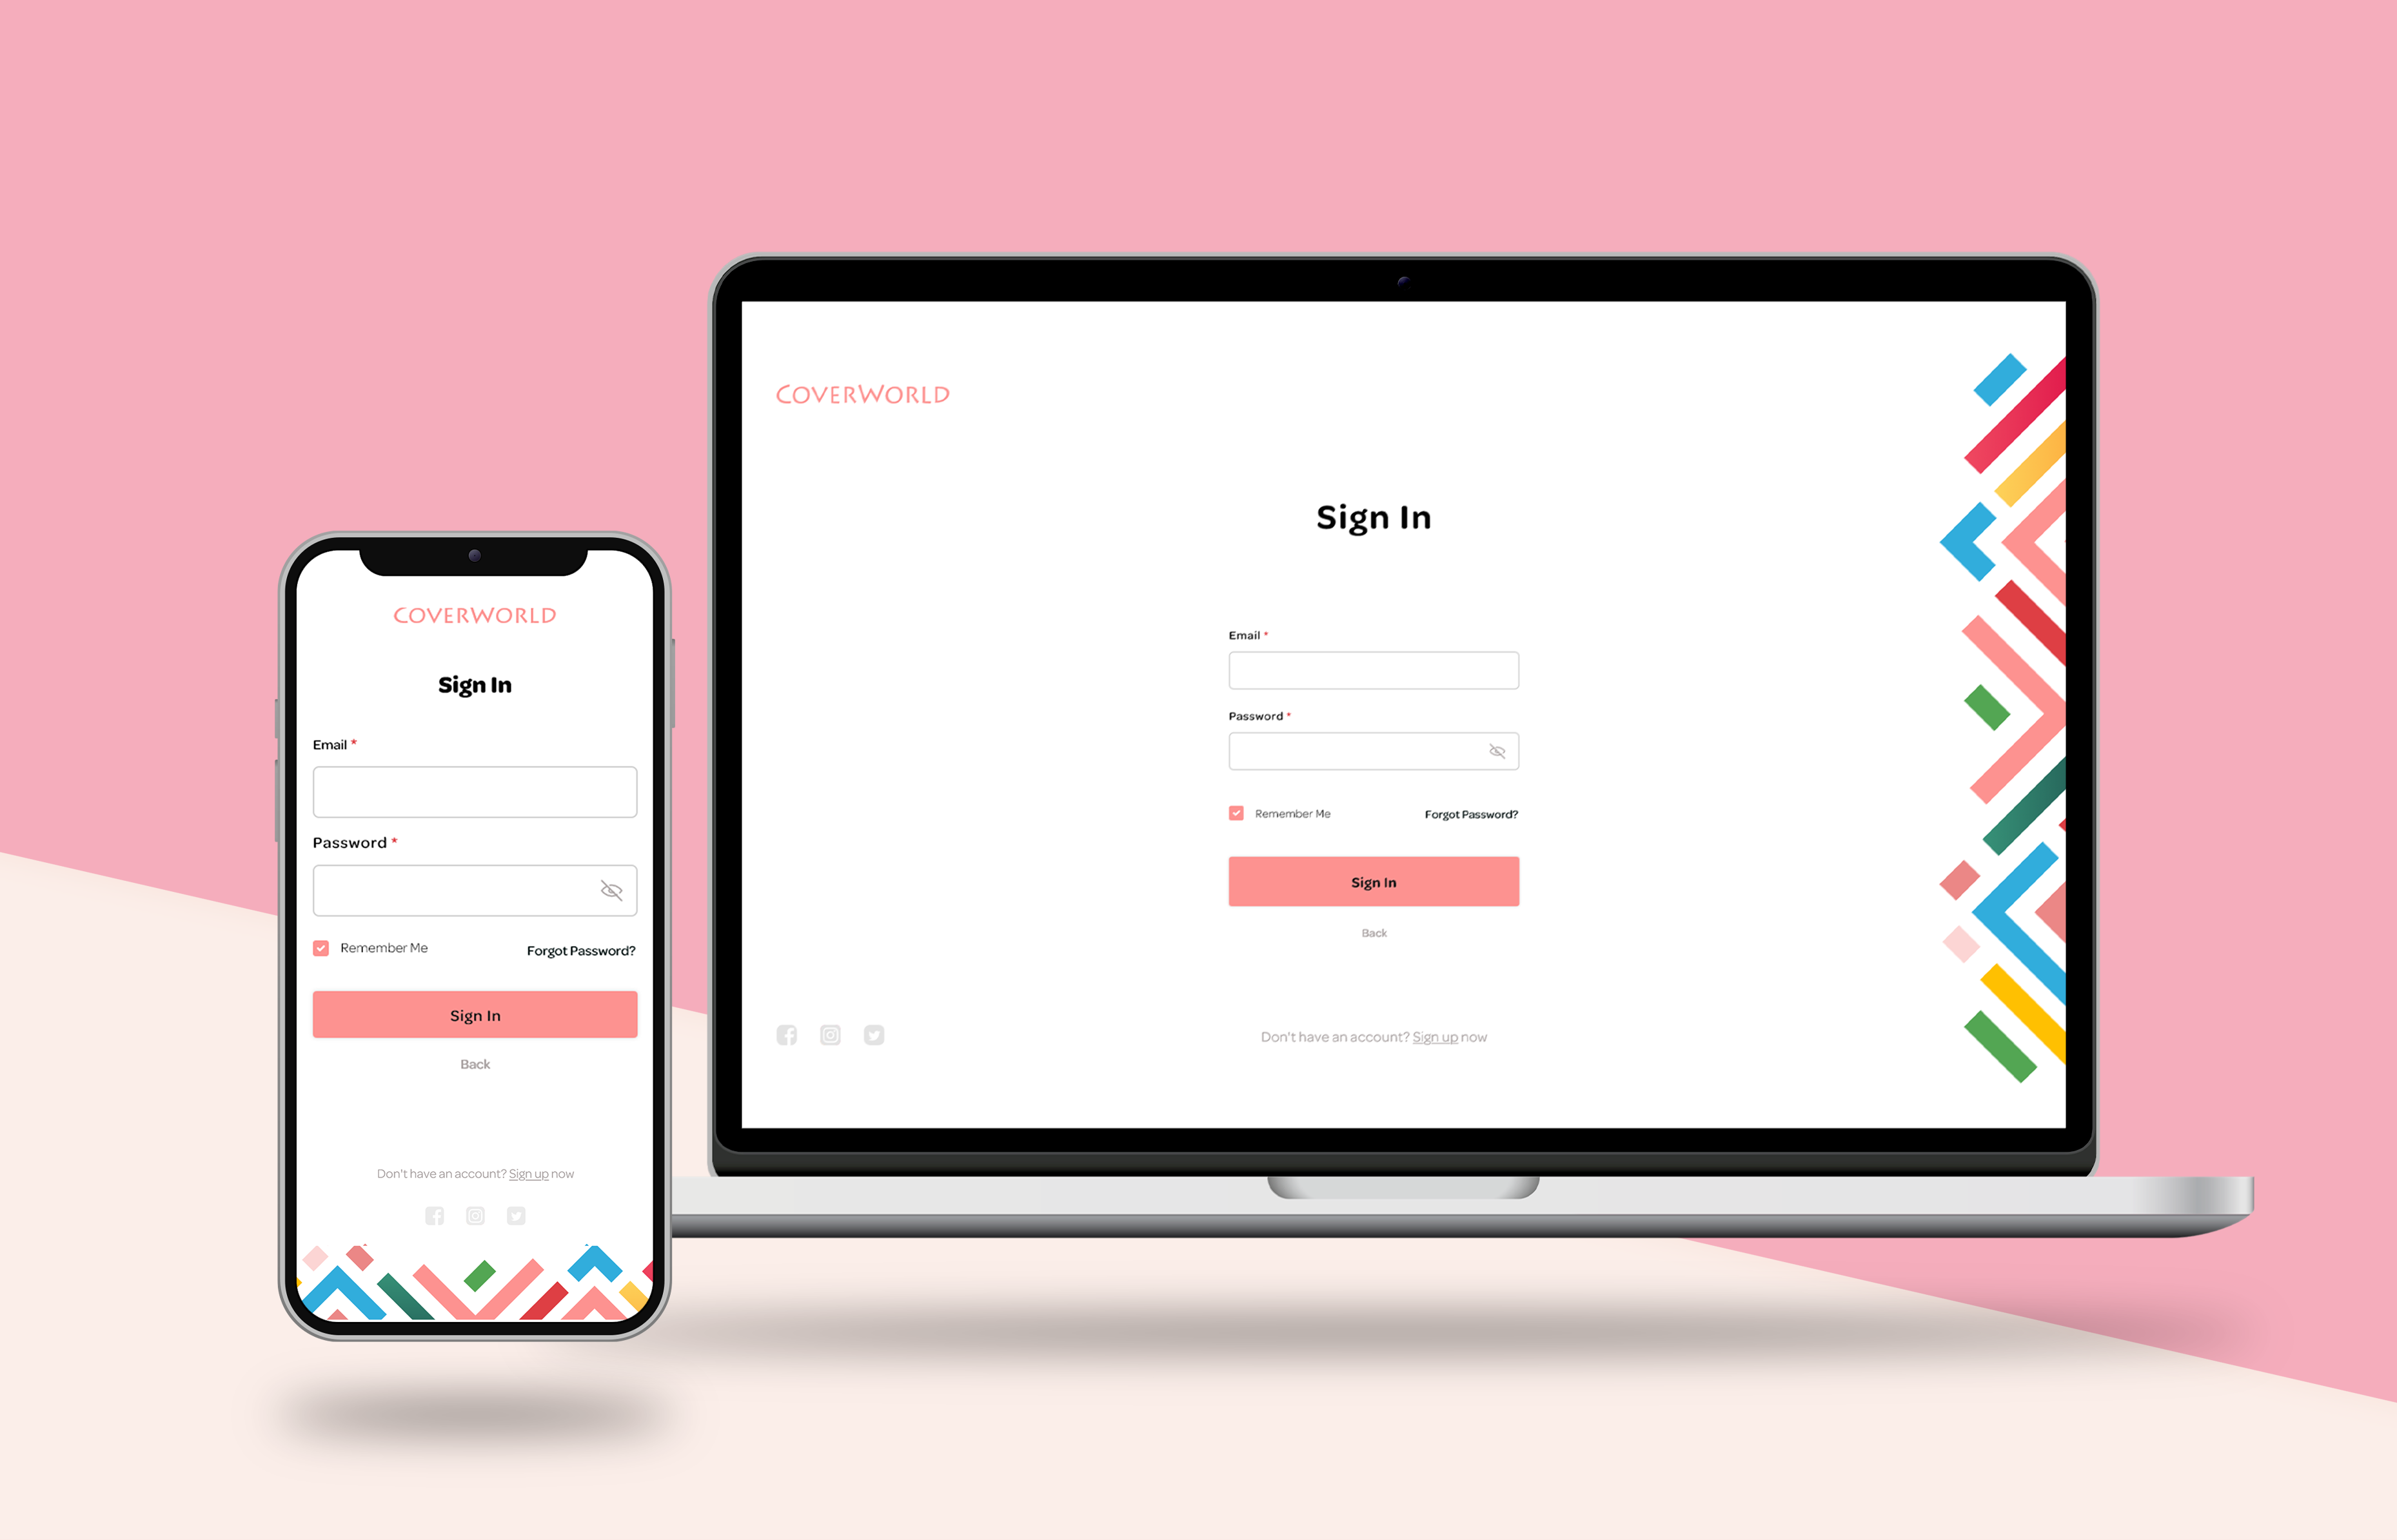 COVERWORLD
Sign In
Email *
Password *
Remember Me
Forgot Password?
Sign In
Back
Don't have an account? Sign up now
COVERWORLD
Sign In
Email *
Password *
Remember Me
Forgot Password?
Sign In
Back
Don't have an account? Sign up now